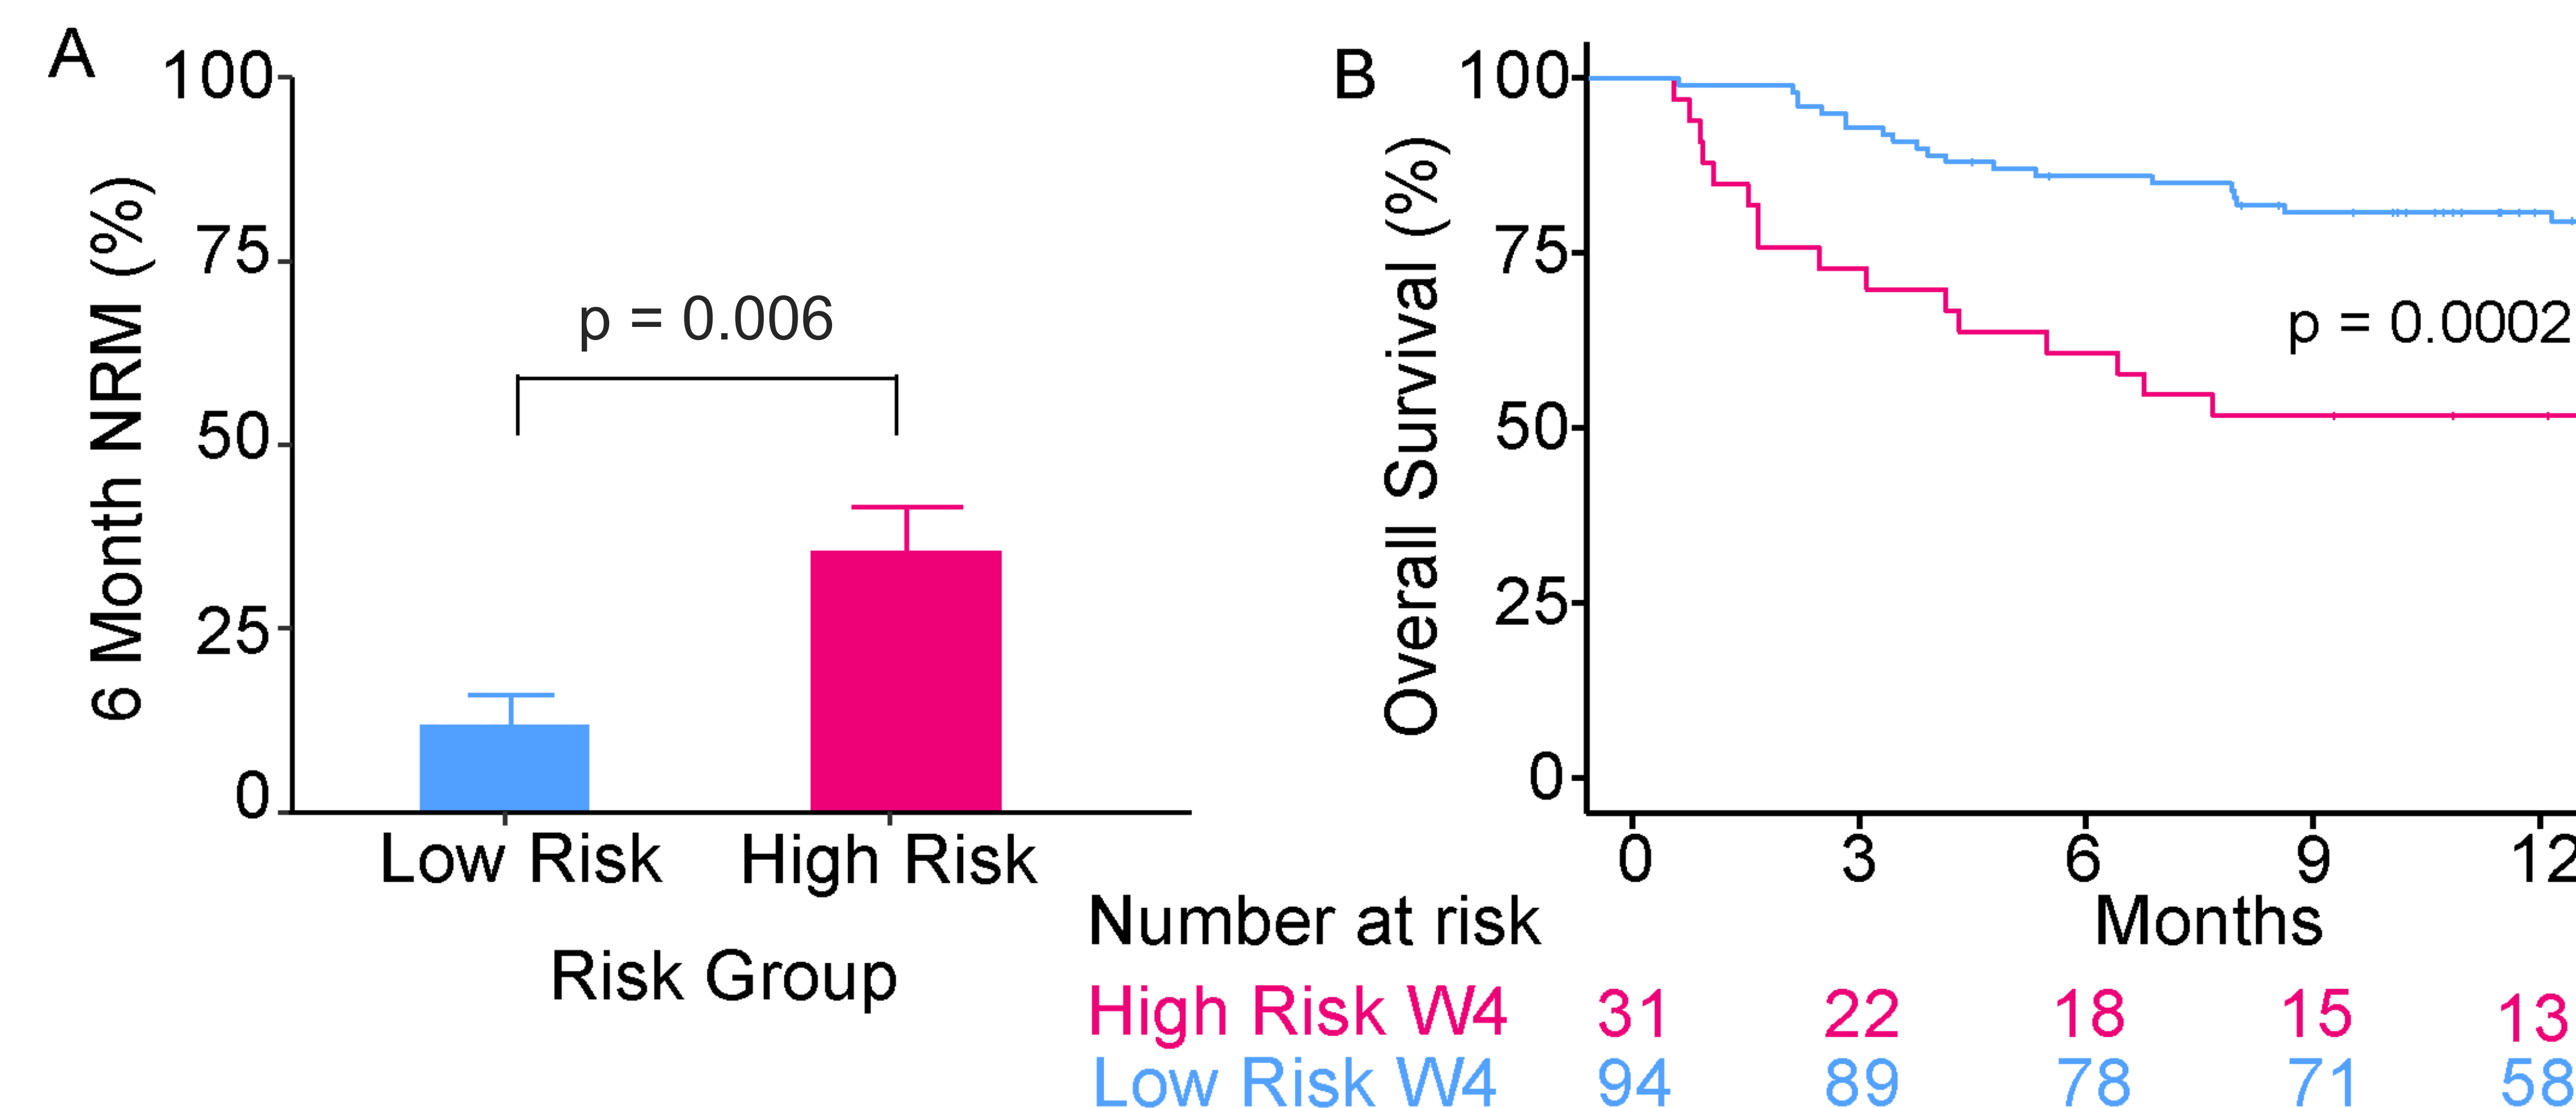 A
100
75
50
25
0
6 Month NRM (%)
p = 0.006
Low Risk High Risk
Risk Group
B
100
75
50
25
0
Overall Survival (%)
p = 0.0002
0 3 6 9 12
Months
Number at risk
High Risk W4 31 22 18 15 13
Low Risk W4 94 89 78 71 58